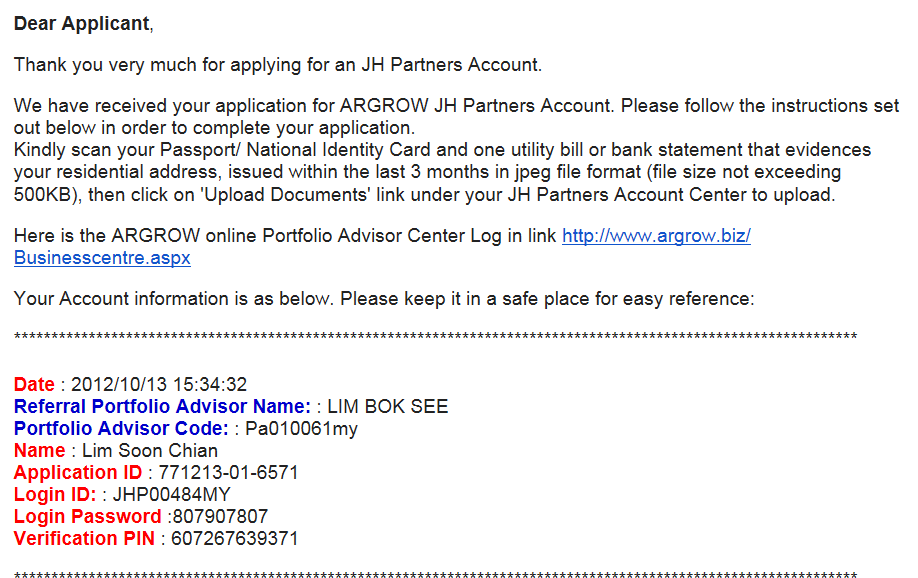 Dear Applicant,
Thank you very much for applying for an JH Partners Account.
We have received your application for ARGROW JH Partners Account. Please follow the instructions set
out below in order to complete your application.
Kindly scan your Passport/ National Identity Card and one utility bill or bank statement that evidences
your residential address, issued within the last 3 months in jpeg file format (file size not exceeding
500KB), then click on 'Upload Documents' link under your JH Partners Account Center to upload.
Here is the ARGROW online Portfolio Advisor Center Log in link http://www.argrow.biz/
Businesscentre.aspx
Your Account information is as below. Please keep it in a safe place for easy reference:
******************************************************************************************************************
Date : 2012/10/13 15:34:32
Referral Portfolio Advisor Name: : LIM BOK SEE
Portfolio Advisor Code: : Pa010061my
Name : Lim Soon Chian
Application ID : 771213-01-6571
Login ID: : JHP00484MY
Login Password :807907807
Verification PIN : 607267639371
******************************************************************************************************************